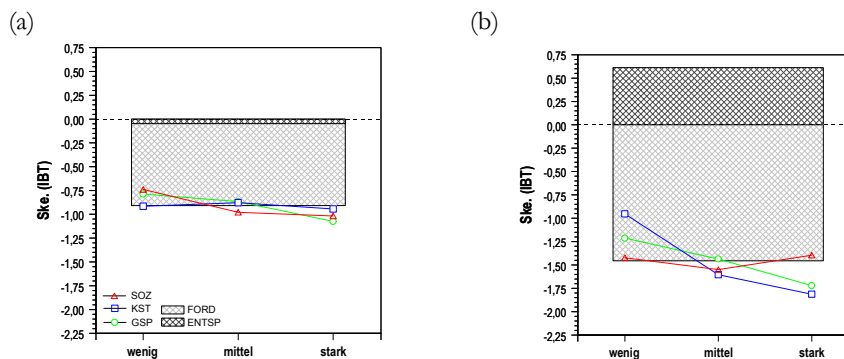 (a)
0,75
0,50
0,25
0,00
-0,25
-0,50
-0,75
-1,00
-1,25
-1,50
-1,75
-2,00
-2,25
Ske. (IBT)
SOZ
KST
GSP
FORD
ENTSP
wenig mittel stark
(b)
0,75
0,50
0,25
0,00
-0,25
-0,50
-0,75
-1,00
-1,25
-1,50
-1,75
-2,00
-2,25
Ske. (IBT)
wenig mittel stark